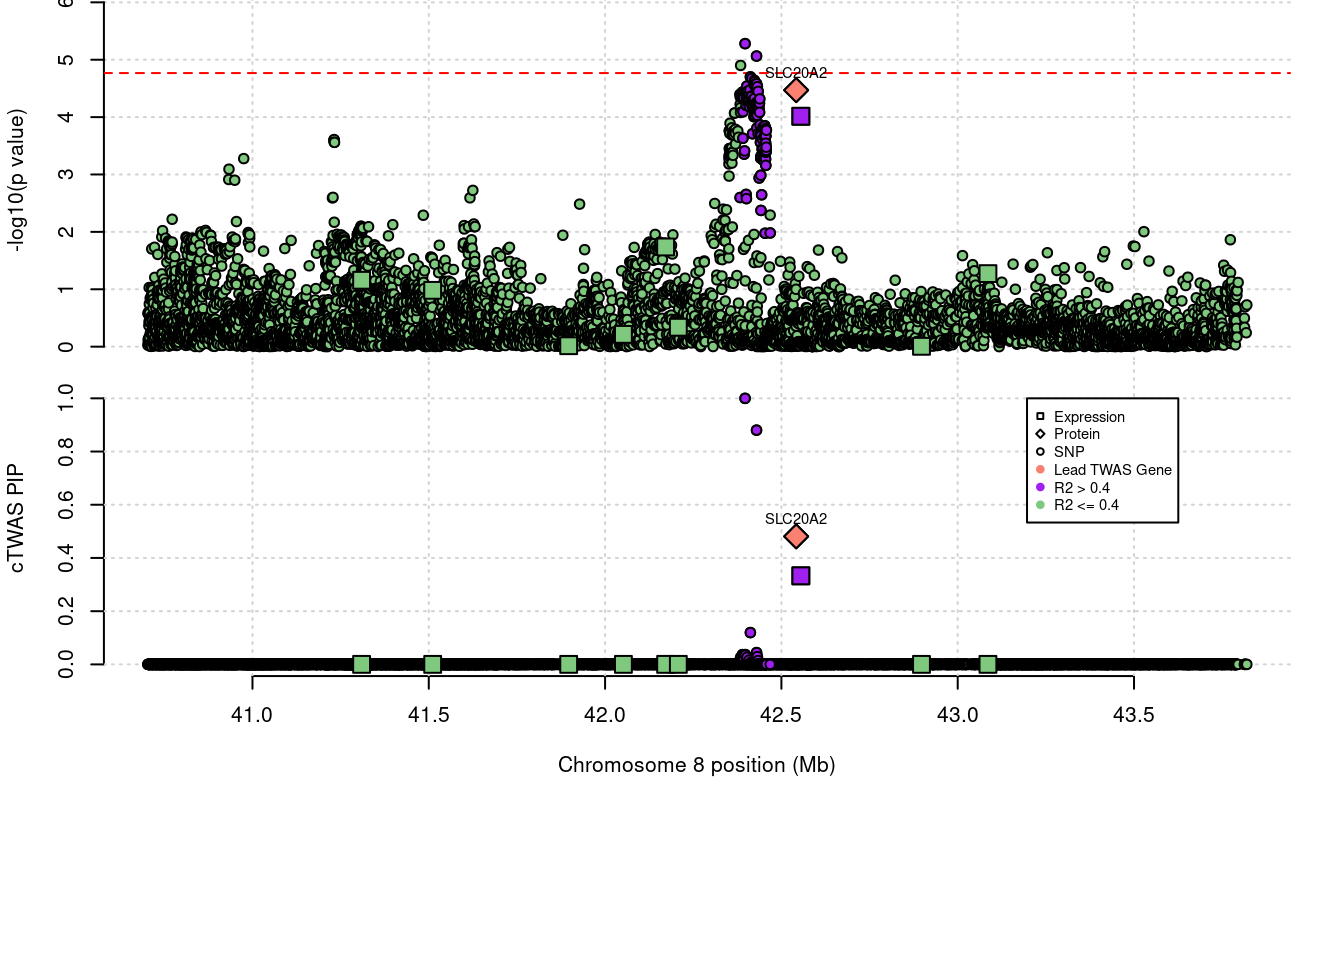 6
5
4
3
2
1
0
-log10(p value)
SLC20A2
1.0
0.8
0.6
0.4
0.2
0.0
cTWAS PIP
SLC20A2
Expression
Protein
SNP
Lead TWAS Gene
R2 > 0.4
R2 <= 0.4
41.0 41.5 42.0 42.5 43.0 43.5
Chromosome 8 position (Mb)